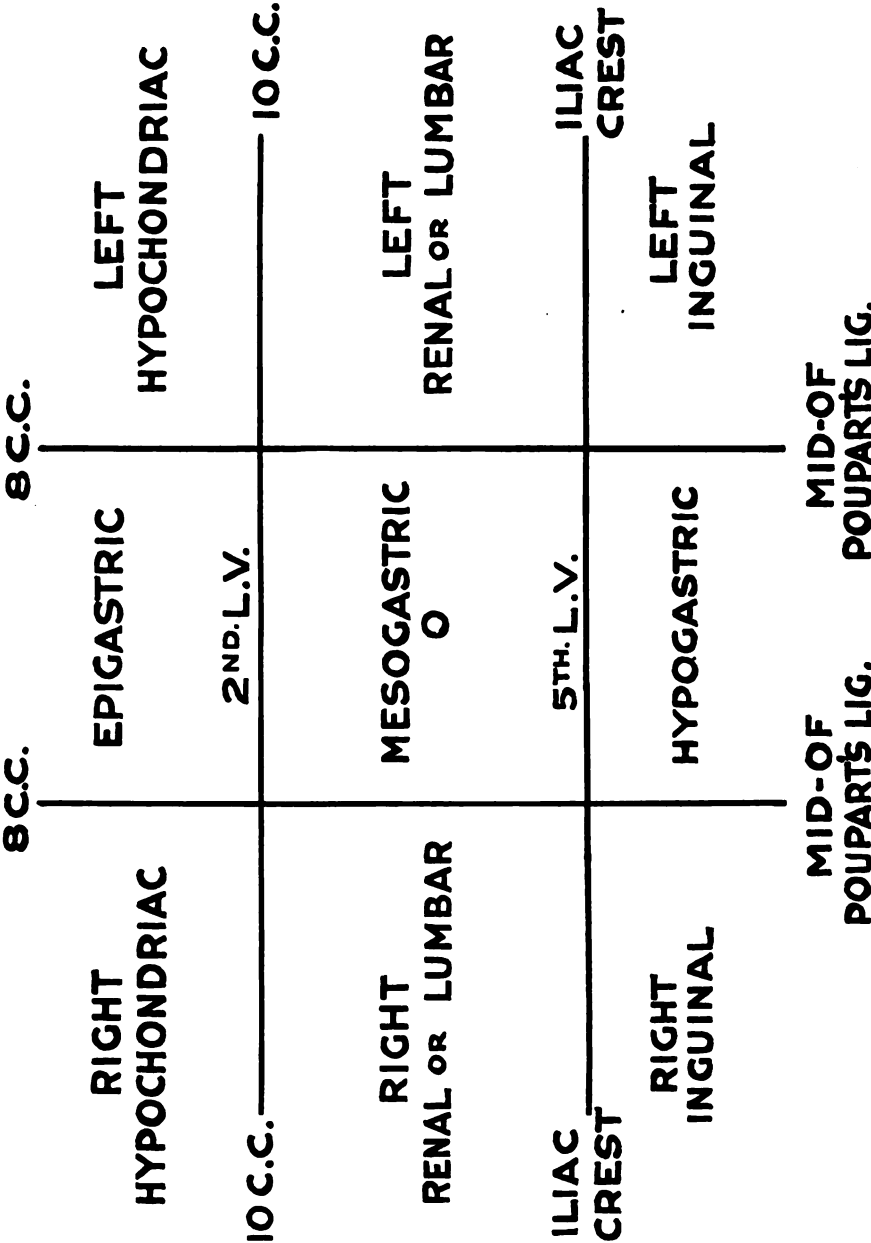 8 C.C.
8 C.C.
RIGHT
HYPOCHONDRIAC
EPIGASTRIC
LEFT
HYPOCHONDRIAC
10 C.C.
2ND. L.V.
10 C.C.
RIGHT
RENAL OR LUMBAR
MESOGASTRIC
O
LEFT
RENAL OR LUMBAR
ILIAC
CREST
5TH. L.V.
ILIAC
CREST
RIGHT
INGUINAL
HYPOGASTRIC
LEFT
INGUINAL
MID-OF
POUPART'S LIG.
MID-OF
POUPART'S LIG.